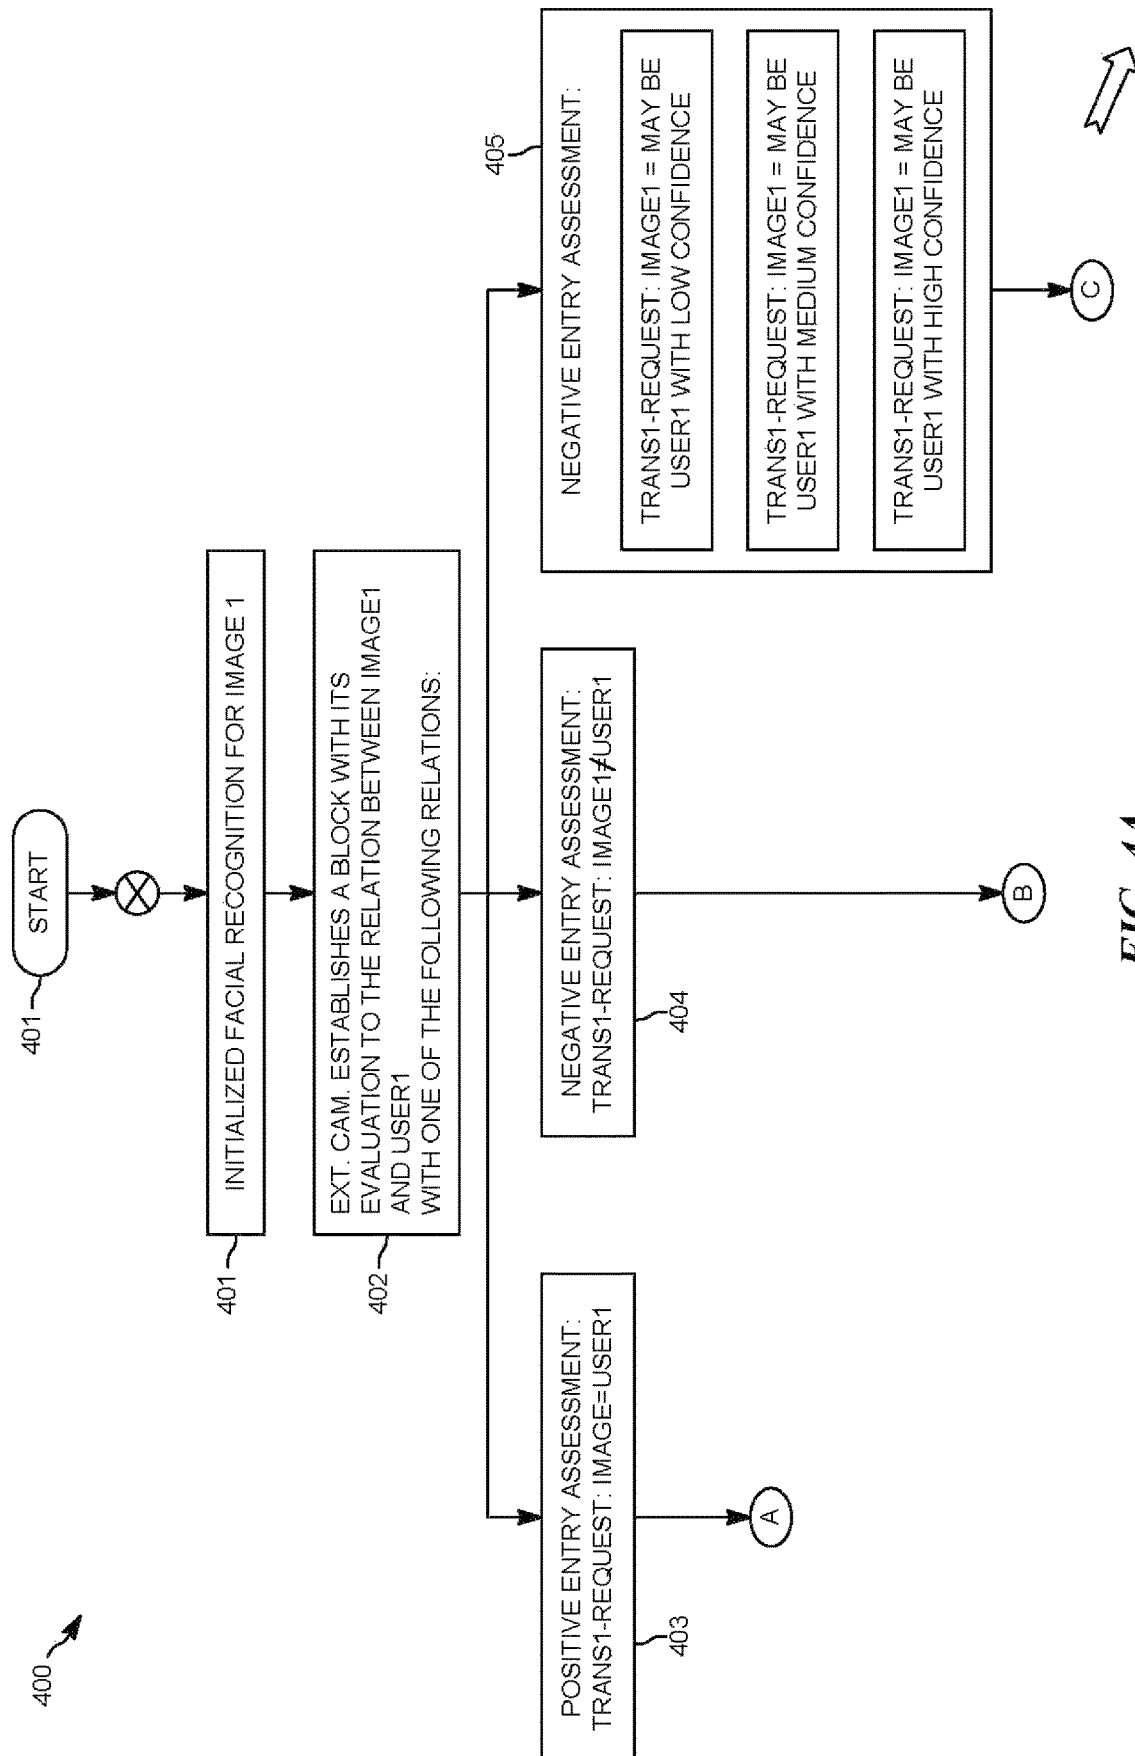 400
START
401
INITIALIZED FACIAL RECOGNITION FOR IMAGE 1
401
EXT. CAM. ESTABLISHES A BLOCK WITH ITS
EVALUATION TO THE RELATION BETWEEN IMAGE1
AND USER1
WITH ONE OF THE FOLLOWING RELATIONS:
402
POSITIVE ENTRY ASSESSMENT:
TRANS1-REQUEST: IMAGE=USER1
403
A
NEGATIVE ENTRY ASSESSMENT:
TRANS1-REQUEST: IMAGE1≠USER1
404
B
405
NEGATIVE ENTRY ASSESSMENT:
TRANS1-REQUEST: IMAGE1 = MAY BE
USER1 WITH LOW CONFIDENCE
TRANS1-REQUEST: IMAGE1 = MAY BE
USER1 WITH MEDIUM CONFIDENCE
TRANS1-REQUEST: IMAGE1 = MAY BE
USER1 WITH HIGH CONFIDENCE
C
FIG. 4A